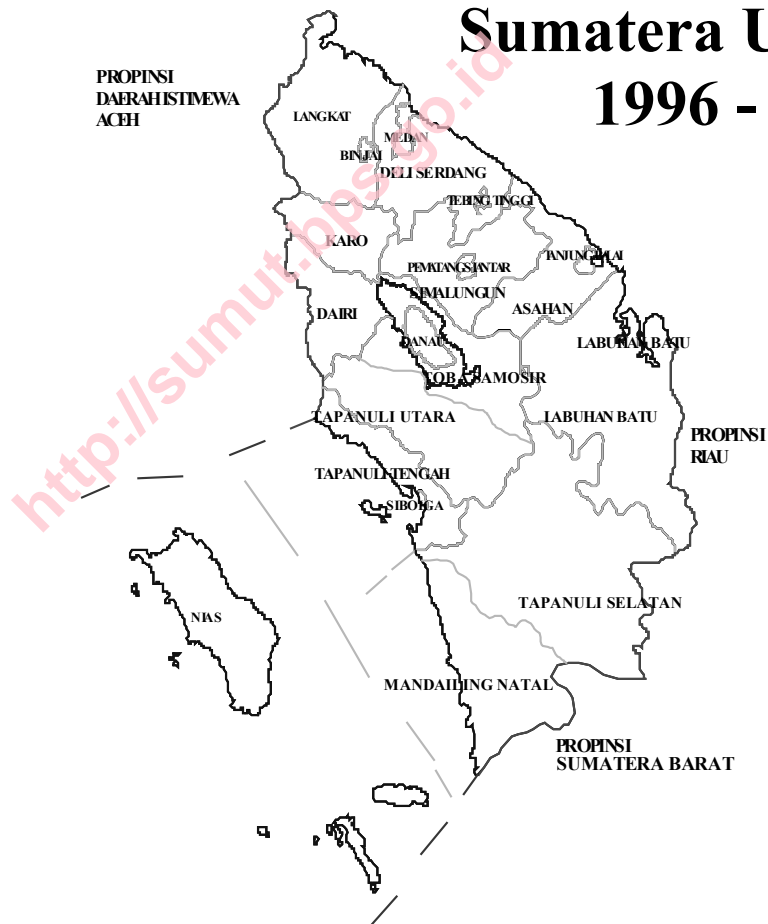 Sumatera U
1996 -
PROPINSI
DAERAH ISTIMEWA
ACEH
LANGKAT
MEDAN
BINJAI
DELI SERDANG
TEBING TINGGI
KARO
PEMATANGSIANTAR
TANJUNG BALAI
SIMALUNGUN
DAIRI
ASAHAN
DANAU
LABUHAN BATU
TOBA SAMOSIR
TAPANULI UTARA
LABUHAN BATU
PROPINSI
RIAU
TAPANULI TENGAH
SIBOLGA
TAPANULI SELATAN
NIAS
MANDAILING NATAL
PROPINSI
SUMATERA BARAT
http://sumut.bps.go.id